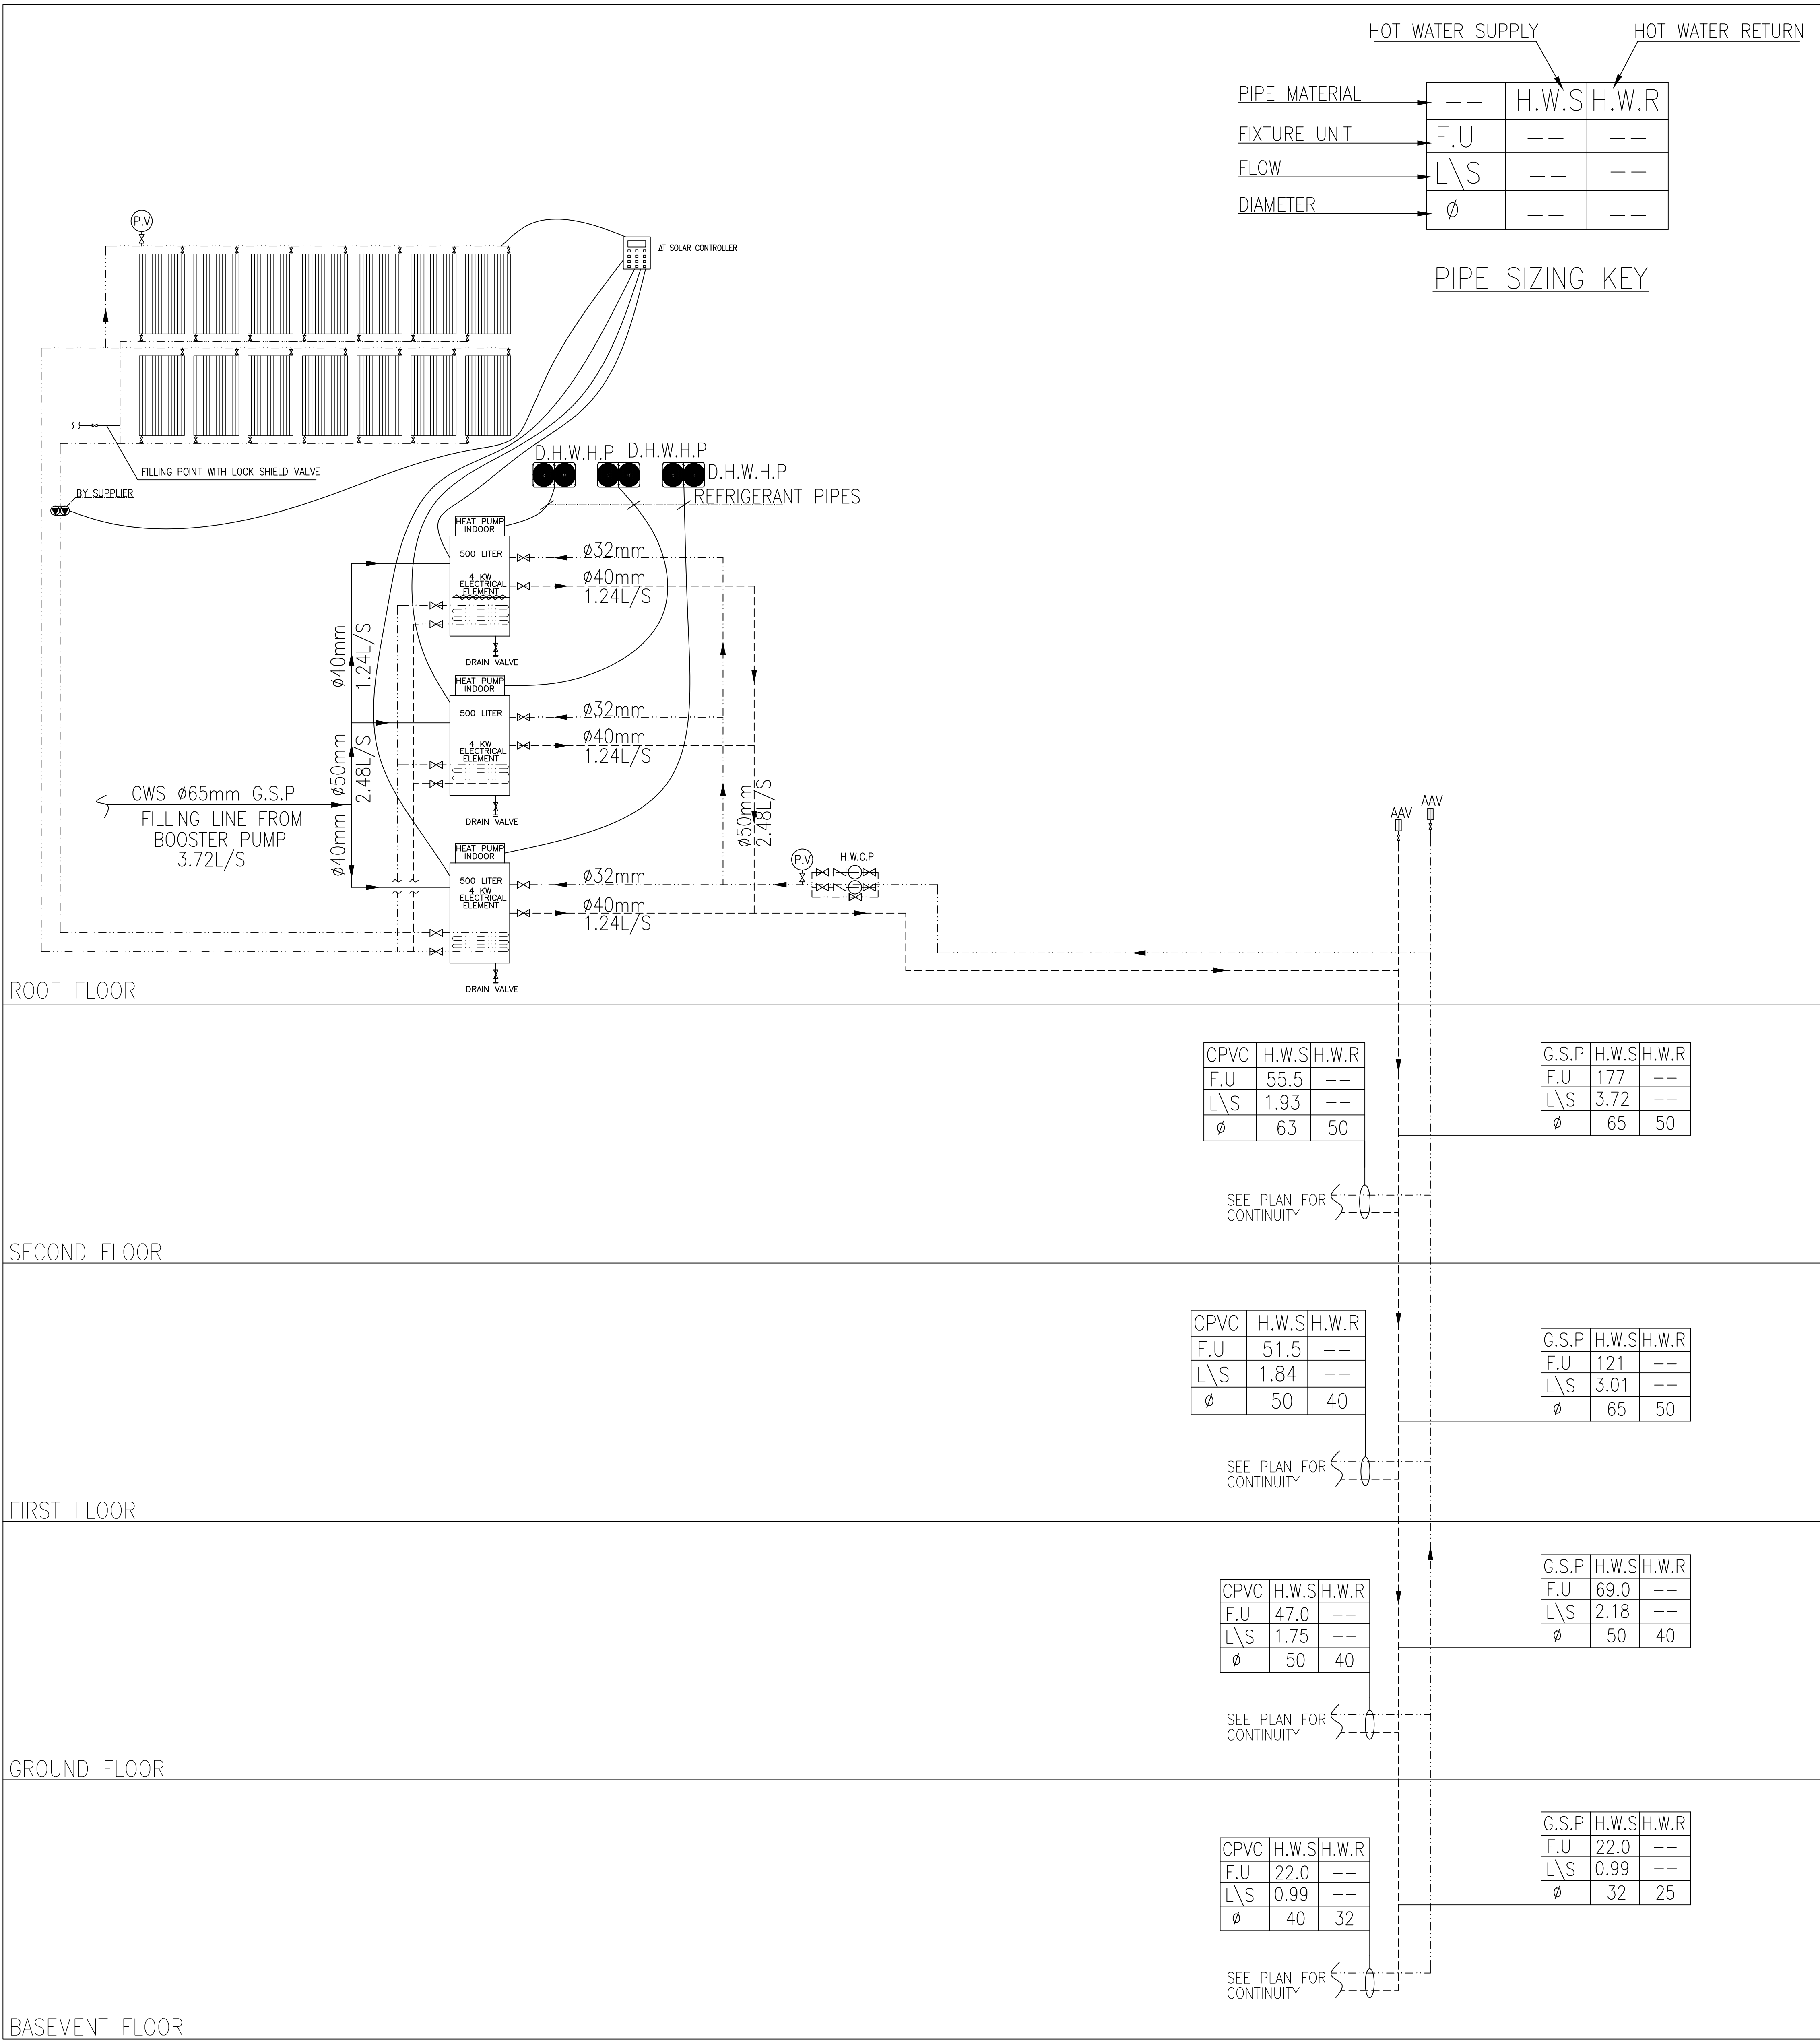 HOT WATER SUPPLY
HOT WATER RETURN
PIPE MATERIAL
-- H.W.S H.W.R
FIXTURE UNIT
F.U -- --
FLOW
L\S -- --
DIAMETER
Ø -- --
PIPE SIZING KEY
P.V
ΔT SOLAR CONTROLLER
FILLING POINT WITH LOCK SHIELD VALVE
BY SUPPLIER
D.H.W.H.P
D.H.W.H.P
D.H.W.H.P
REFRIGERANT PIPES
HEAT PUMP
INDOOR
500 LITER
4 KW
ELECTRICAL
ELEMENT
DRAIN VALVE
Ø32mm
Ø40mm
1.24L/S
Ø40mm
1.24L/S
HEAT PUMP
INDOOR
500 LITER
4 KW
ELECTRICAL
ELEMENT
DRAIN VALVE
Ø32mm
Ø40mm
1.24L/S
Ø50mm
2.48L/S
CWS Ø65mm G.S.P
FILLING LINE FROM
BOOSTER PUMP
3.72L/S
Ø40mm
Ø50mm
2.48L/S
HEAT PUMP
INDOOR
500 LITER
4 KW
ELECTRICAL
ELEMENT
DRAIN VALVE
Ø32mm
Ø40mm
1.24L/S
P.V
H.W.C.P
AAV
AAV
ROOF FLOOR
CPVC H.W.S H.W.R
F.U 55.5 --
L\S 1.93 --
Ø 63 50
G.S.P H.W.S H.W.R
F.U 177 --
L\S 3.72 --
Ø 65 50
SEE PLAN FOR
CONTINUITY
SECOND FLOOR
CPVC H.W.S H.W.R
F.U 51.5 --
L\S 1.84 --
Ø 50 40
G.S.P H.W.S H.W.R
F.U 121 --
L\S 3.01 --
Ø 65 50
SEE PLAN FOR
CONTINUITY
FIRST FLOOR
CPVC H.W.S H.W.R
F.U 47.0 --
L\S 1.75 --
Ø 50 40
G.S.P H.W.S H.W.R
F.U 69.0 --
L\S 2.18 --
Ø 50 40
SEE PLAN FOR
CONTINUITY
GROUND FLOOR
CPVC H.W.S H.W.R
F.U 22.0 --
L\S 0.99 --
Ø 40 32
G.S.P H.W.S H.W.R
F.U 22.0 --
L\S 0.99 --
Ø 32 25
SEE PLAN FOR
CONTINUITY
BASEMENT FLOOR